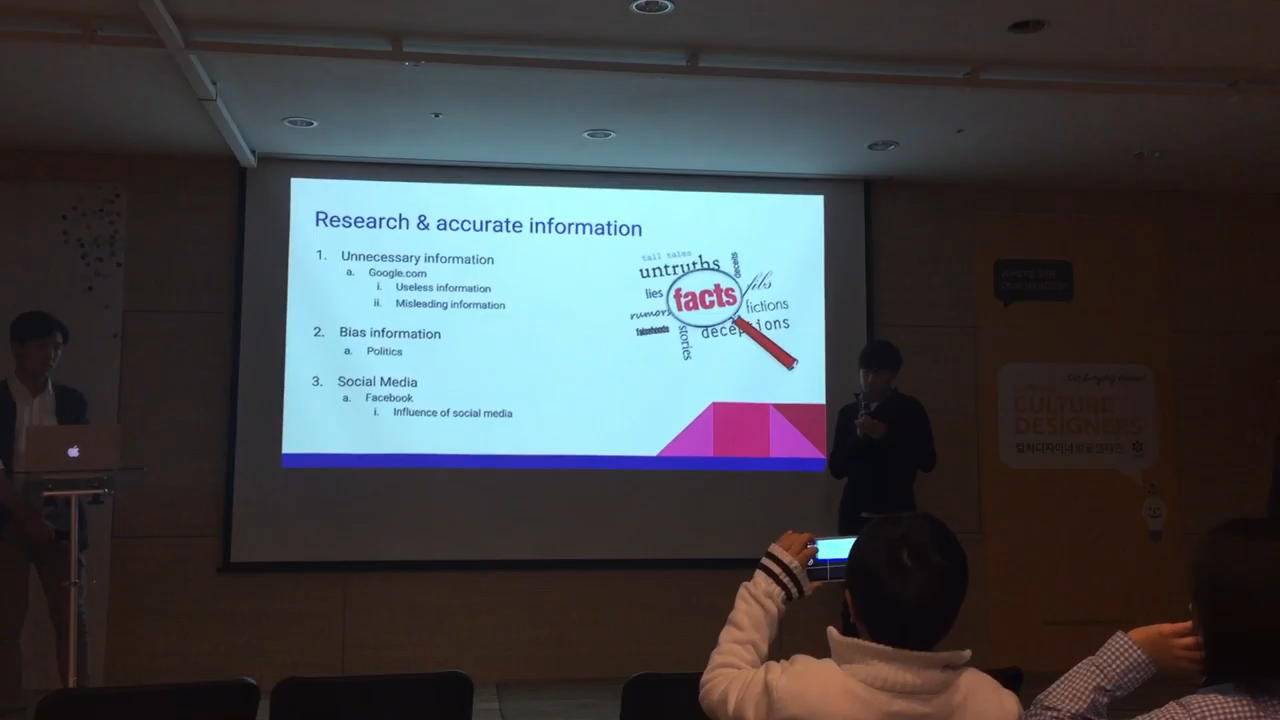 Research & accurate information
1. Unnecessary information
a. Google.com
i. Useless information
ii. Misleading information
2. Bias information
a. Politics
3. Social Media
a. Facebook
i. Influence of social media
tall tales
untruths
deceits
lies
facts
fibs
rumors
fictions
falsehoods
stories
deceptions
CULTURE
DESIGNERS
컬처디자이너